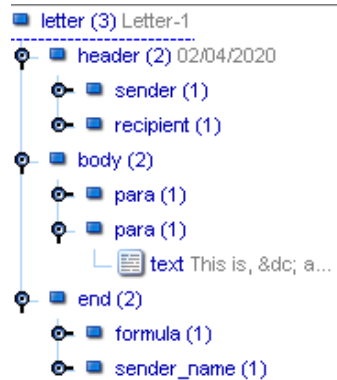 letter (3) Letter-1
header (2) 02/04/2020
sender (1)
recipient (1)
body (2)
para (1)
para (1)
text This is, &dc; a...
end (2)
formula (1)
sender_name (1)